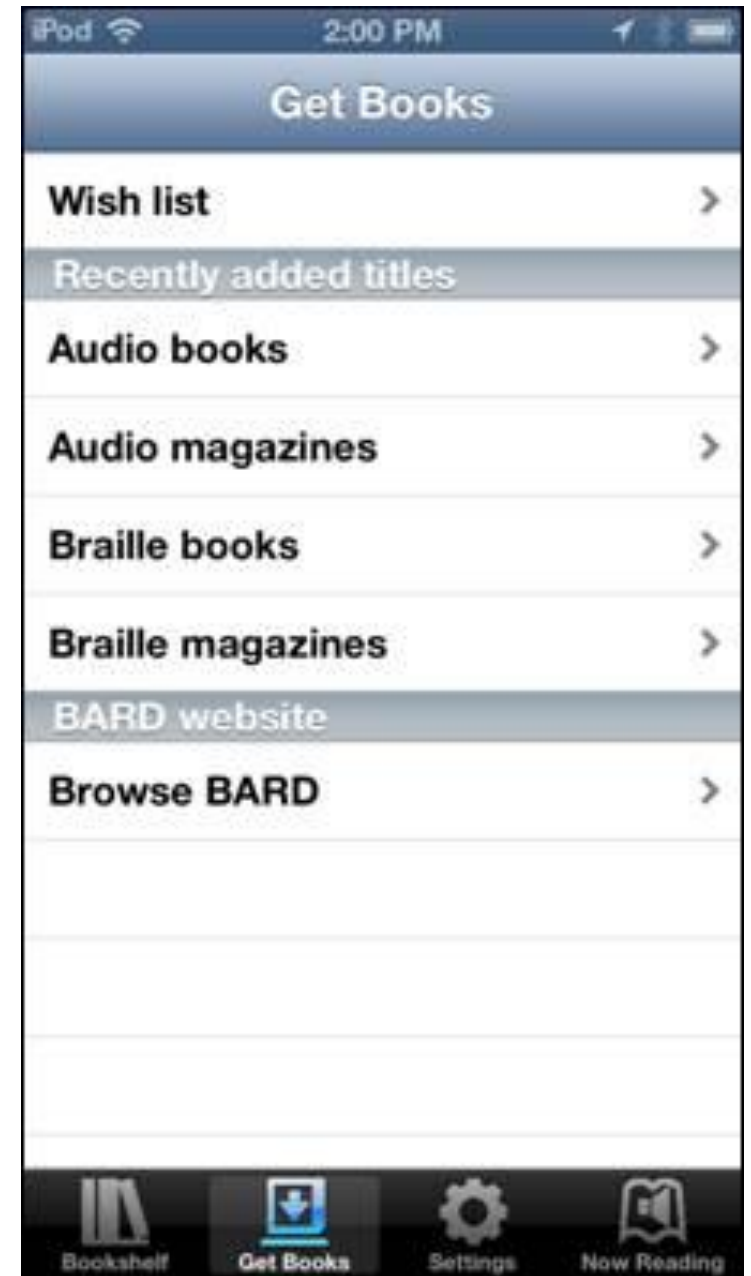 iPod 2:00 PM
Get Books
Wish list
Recently added titles
Audio books
Audio magazines
Braille books
Braille magazines
BARD website
Browse BARD
Bookshelf Get Books Settings Now Reading